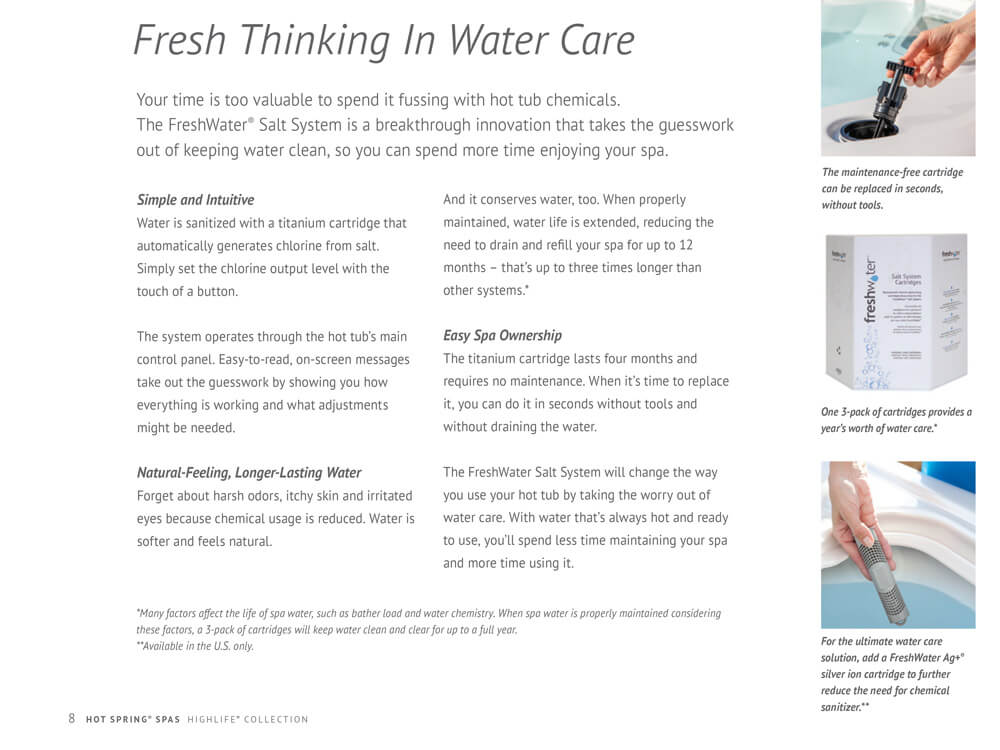 Fresh Thinking In Water Care
Your time is too valuable to spend it fussing with hot tub chemicals.
The FreshWater® Salt System is a breakthrough innovation that takes the guesswork
out of keeping water clean, so you can spend more time enjoying your spa.
Simple and Intuitive
Water is sanitized with a titanium cartridge that
automatically generates chlorine from salt.
Simply set the chlorine output level with the
touch of a button.
The system operates through the hot tub’s main
control panel. Easy-to-read, on-screen messages
take out the guesswork by showing you how
everything is working and what adjustments
might be needed.
Natural-Feeling, Longer-Lasting Water
Forget about harsh odors, itchy skin and irritated
eyes because chemical usage is reduced. Water is
softer and feels natural.
And it conserves water, too. When properly
maintained, water life is extended, reducing the
need to drain and refill your spa for up to 12
months – that’s up to three times longer than
other systems.*
Easy Spa Ownership
The titanium cartridge lasts four months and
requires no maintenance. When it’s time to replace
it, you can do it in seconds without tools and
without draining the water.
The FreshWater Salt System will change the way
you use your hot tub by taking the worry out of
water care. With water that’s always hot and ready
to use, you’ll spend less time maintaining your spa
and more time using it.
*Many factors affect the life of spa water, such as bather load and water chemistry. When spa water is properly maintained considering
these factors, a 3-pack of cartridges will keep water clean and clear for up to a full year.
**Available in the U.S. only.
8 HOT SPRING® SPAS HIGHLIFE® COLLECTION
The maintenance-free cartridge
can be replaced in seconds,
without tools.
freshwater
freshwater
freshwater
Salt System
Cartridges
One 3-pack of cartridges provides a
year’s worth of water care.*
For the ultimate water care
solution, add a FreshWater Ag+®
silver ion cartridge to further
reduce the need for chemical
sanitizer.**